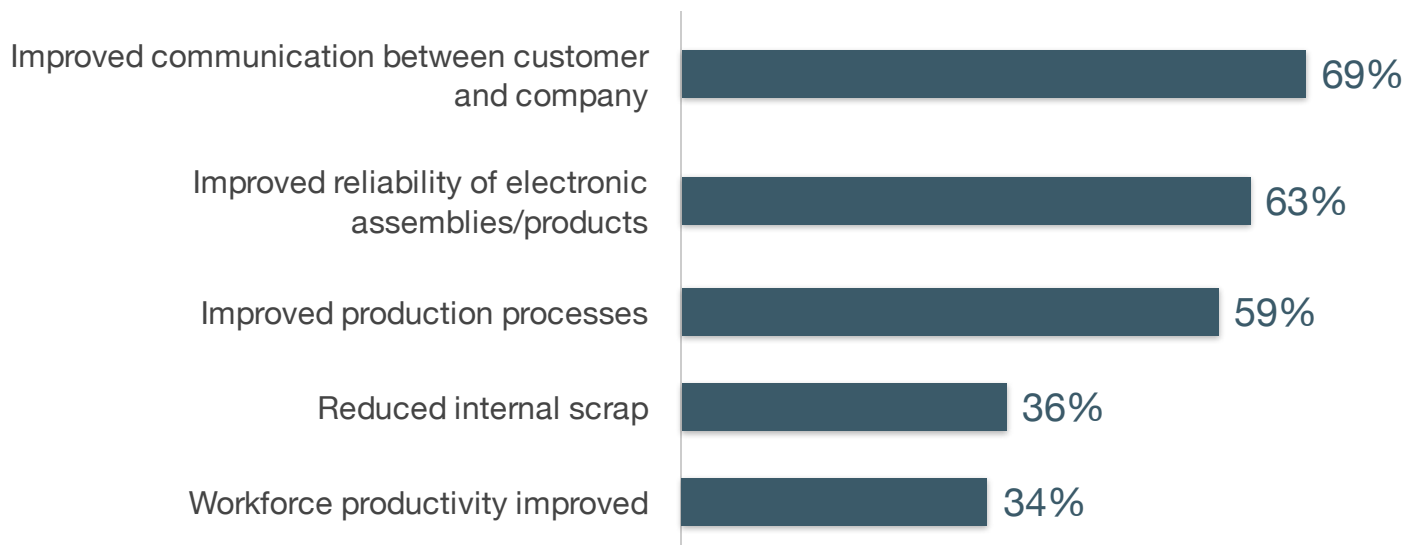 Improved communication between customer
and company
69%
Improved reliability of electronic
assemblies/products
63%
Improved production processes
59%
Reduced internal scrap
36%
Workforce productivity improved
34%